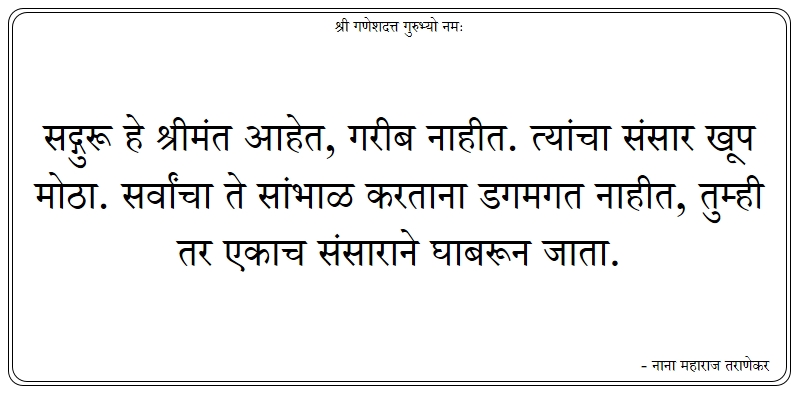 श्री गणेशदत्त गुरुभ्यो नमः
सद्गुरू हे श्रीमंत आहेत, गरीब नाहीत. त्यांचा संसार खूप
मोठा. सर्वांचा ते सांभाळ करताना डगमगत नाहीत, तुम्ही
तर एकाच संसाराने घाबरून जाता.
- नाना महाराज तराणेकर